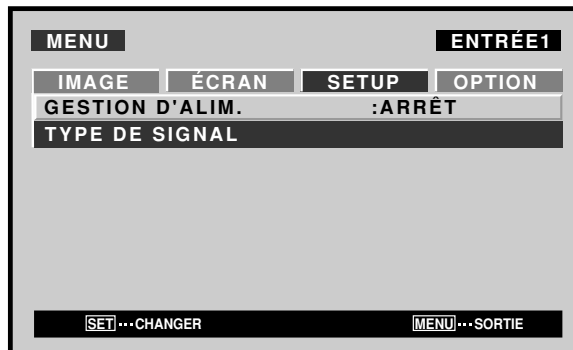 MENU ENTRÉE1
IMAGE ÉCRAN SETUP OPTION
GESTION D'ALIM. :ARRÊT
TYPE DE SIGNAL
SET···CHANGER MENU···SORTIE